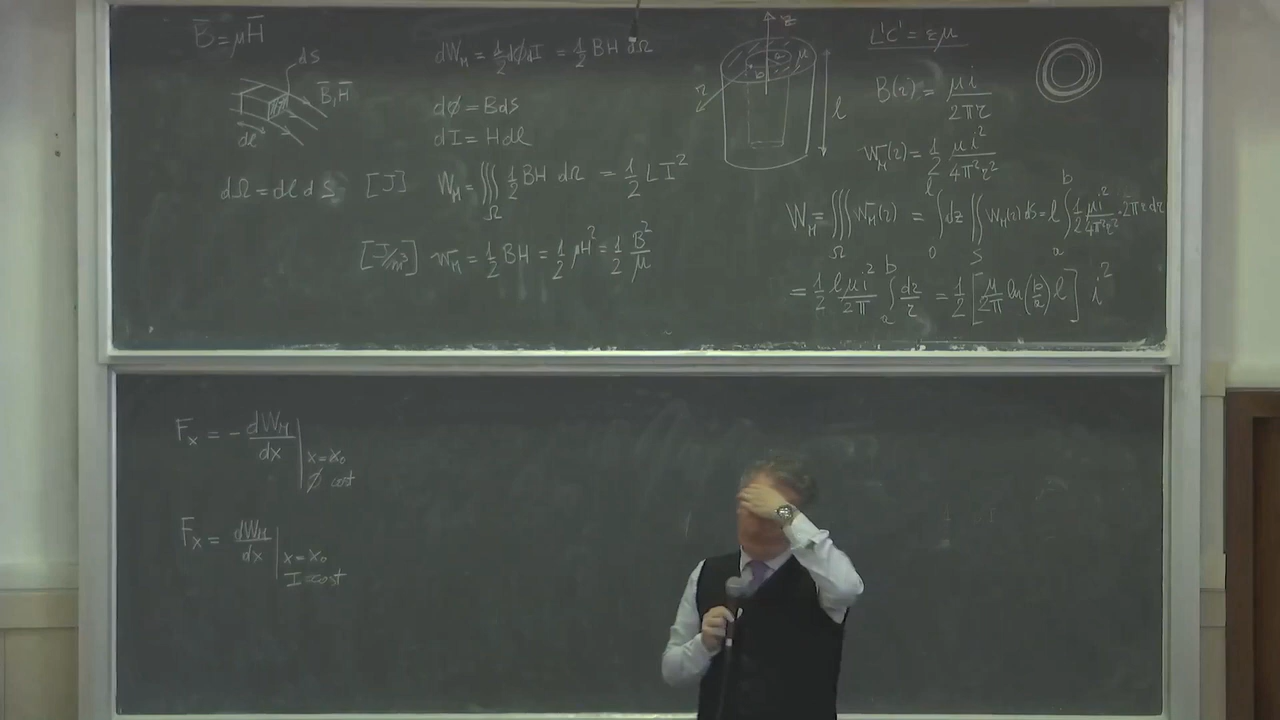 B̅ = μH̅
dS
B̅, H̅
dℓ
dΩ = dℓ dS [J]
dW_M = 1/2 dϕ dI = 1/2 BH dΩ
dϕ = B dS
dI = H dℓ
W_M = ∭_Ω 1/2 BH dΩ = 1/2 L I²
[J/m³] w_M = 1/2 BH = 1/2 μH² = 1/2 B²/μ
z
μ
r
ℓ
L'C' = εμ
B(r) = μi/2πr
w_M(r) = 1/2 μi²/4π²r²
W_M = ∭_Ω w_M(r) = ∫_0^ℓ dz ∬_S w_M(r) dS = ℓ ∫_a^b 1/2 μi²/4π²r² · 2πr dr
= 1/2 ℓμi²/2π ∫_a^b dr/r = 1/2 [μ/2π ln(b/a) ℓ] i²
F_x = - dW_M/dx | x = x_0
ϕ cost
F_x = dW_M/dx | x = x_0
I = cost